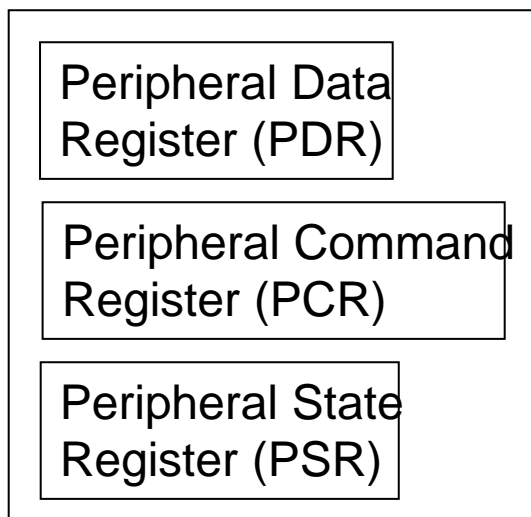 Peripheral Data
Register (PDR)
Peripheral Command
Register (PCR)
Peripheral State
Register (PSR)